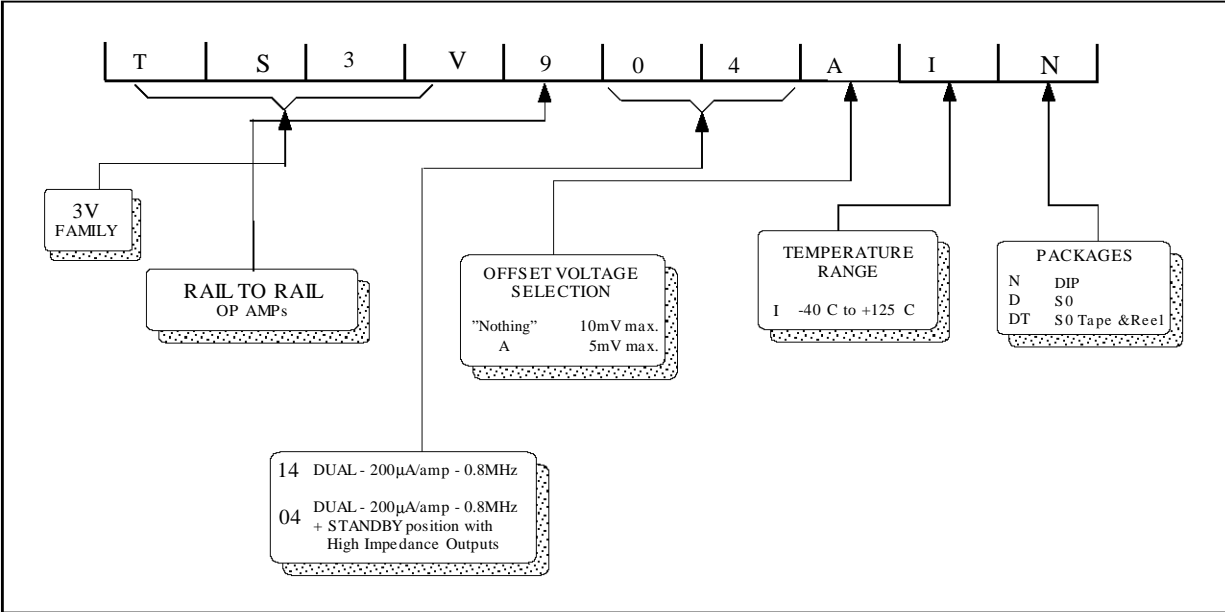 T S 3 V 9 0 4 A I N
3V
FAMILY
RAIL TO RAIL
OP AMPs
OFFSET VOLTAGE
SELECTION
"Nothing" 10mV max.
A 5mV max.
TEMPERATURE
RANGE
I -40 C to +125 C
PACKAGES
N DIP
D S0
DT S0 Tape &Reel
14 DUAL - 200µA/amp - 0.8MHz
04 DUAL - 200µA/amp - 0.8MHz
+ STANDBY position with
High Impedance Outputs